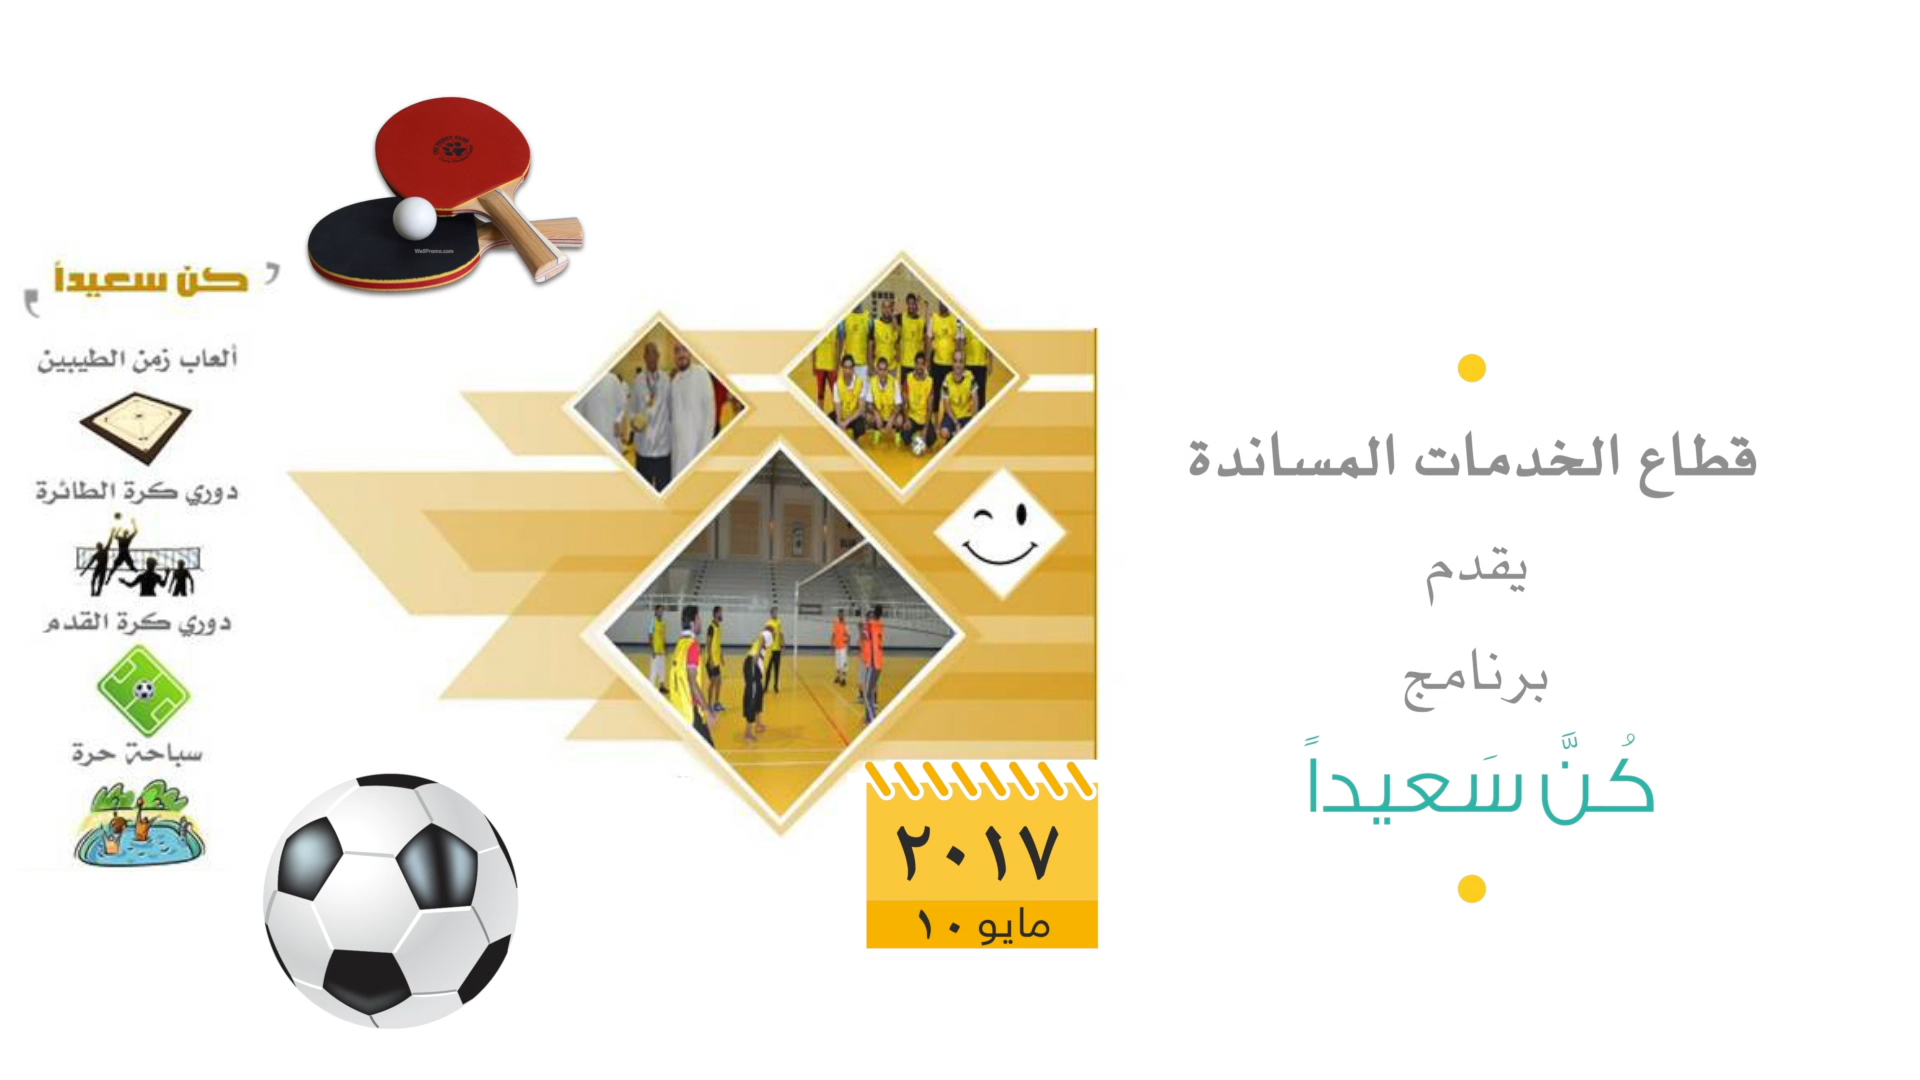 قطاع الخدمات المساندة
يقدم
برنامج
كُنَّ سَعيداً
كن سعيداً
ألعاب زمن الطيبين
دوري كرة الطائرة
دوري كرة القدم
سباحة حرة
٢٠١٧
مايو ١٠